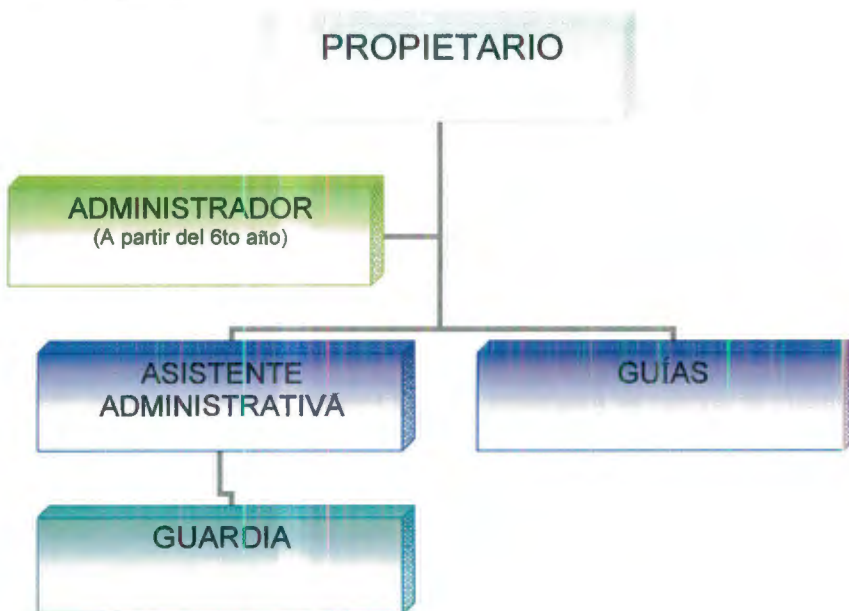 PROPIETARIO
ADMINISTRADOR
(A partir del 6to año)
ASISTENTE
ADMINISTRATIVA
GUÍAS
GUARDIA